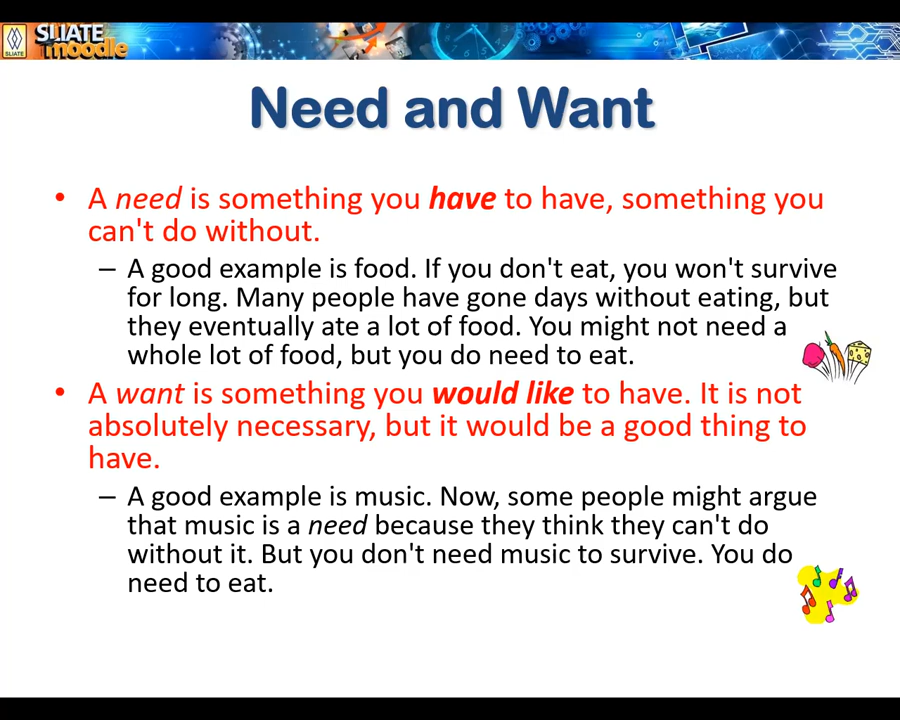 SLIATE
moodle
SLIATE
Need and Want
• A need is something you have to have, something you
can't do without.
– A good example is food. If you don't eat, you won't survive
for long. Many people have gone days without eating, but
they eventually ate a lot of food. You might not need a
whole lot of food, but you do need to eat.
• A want is something you would like to have. It is not
absolutely necessary, but it would be a good thing to
have.
– A good example is music. Now, some people might argue
that music is a need because they think they can't do
without it. But you don't need music to survive. You do
need to eat.